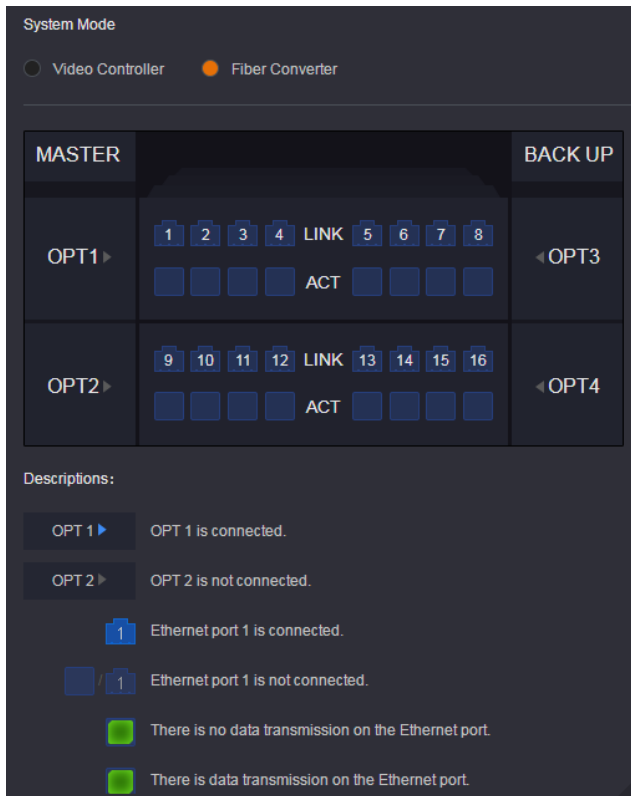 System Mode
Video Controller Fiber Converter
MASTER BACK UP
1 2 3 4 LINK 5 6 7 8
OPT1 OPT3
ACT
9 10 11 12 LINK 13 14 15 16
OPT2 OPT4
ACT
Descriptions:
OPT 1 OPT 1 is connected.
OPT 2 OPT 2 is not connected.
1 Ethernet port 1 is connected.
/ 1 Ethernet port 1 is not connected.
There is no data transmission on the Ethernet port.
There is data transmission on the Ethernet port.